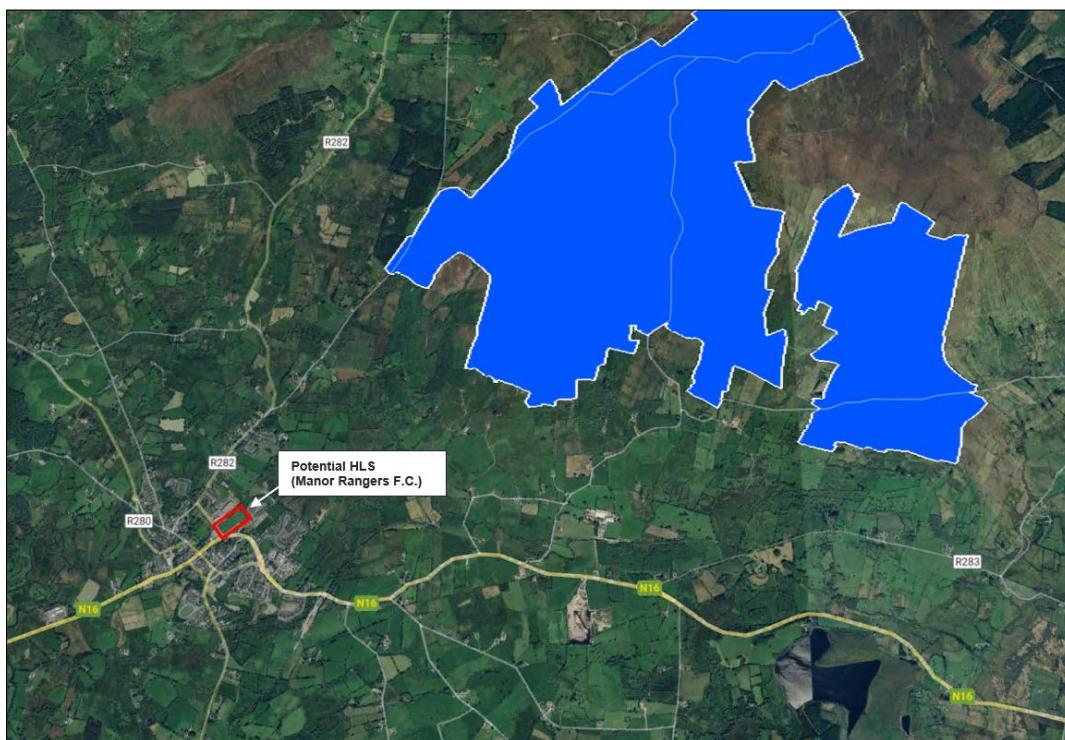 R282
R282
Potential HLS
(Manor Rangers F.C.)
R280
R283
N16
N16
N16
N16